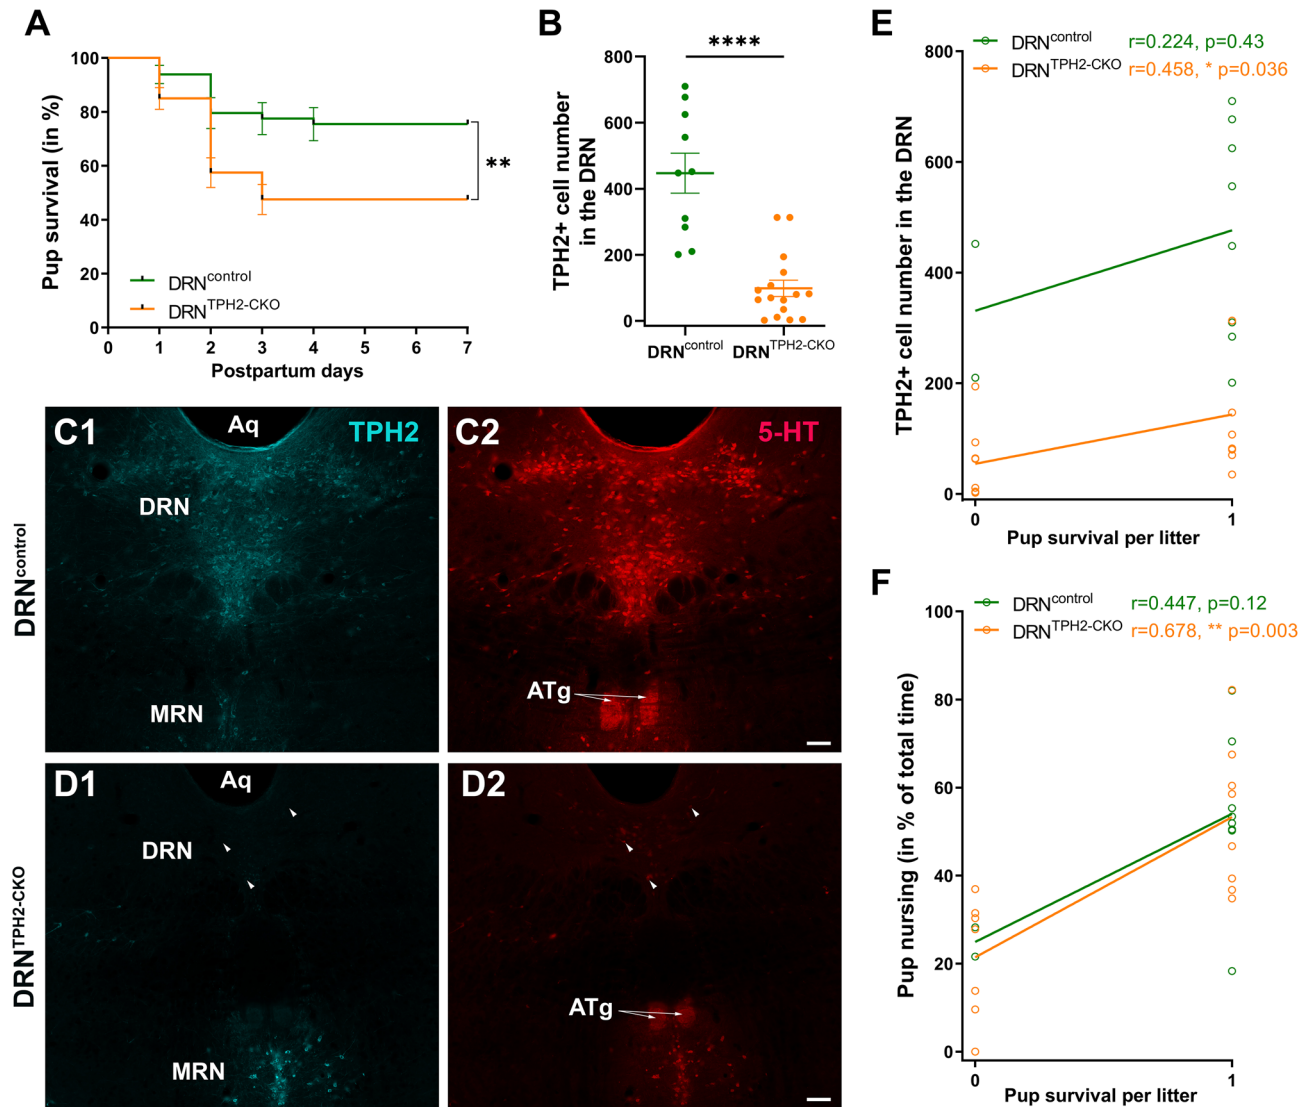 A
Pup survival (in %)
100
80
60
40
20
0
**
DRNcontrol
DRNTPH2-CKO
0 1 2 3 4 5 6 7
Postpartum days
B
****
TPH2+ cell number
in the DRN
800
600
400
200
0
DRNcontrol DRNTPH2-CKO
C1
Aq
TPH2
DRN
MRN
DRNcontrol
C2
5-HT
ATg
D1
Aq
DRN
MRN
DRNTPH2-CKO
D2
ATg
E
DRNcontrol r=0.224, p=0.43
DRNTPH2-CKO r=0.458, * p=0.036
TPH2+ cell number in the DRN
800
600
400
200
0
0 1
Pup survival per litter
F
DRNcontrol r=0.447, p=0.12
DRNTPH2-CKO r=0.678, ** p=0.003
Pup nursing (in % of total time)
100
80
60
40
20
0
0 1
Pup survival per litter